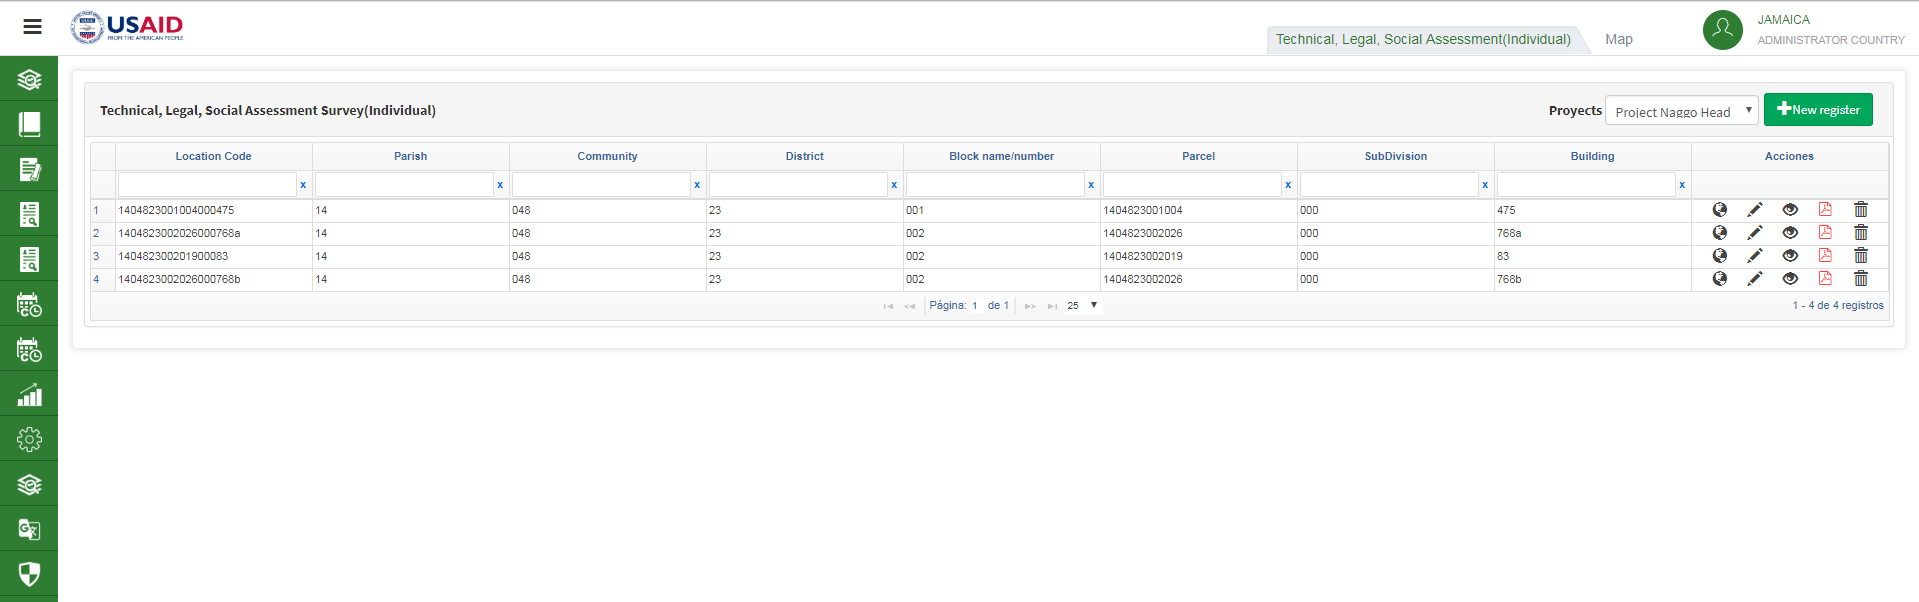 USAID
FROM THE AMERICAN PEOPLE
Technical, Legal, Social Assessment(Individual)
Map
JAMAICA
ADMINISTRATOR COUNTRY
Technical, Legal, Social Assessment Survey(Individual)
Proyects Project Naggo Head New register
Location Code Parish Community District Block name/number Parcel SubDivision Building Acciones
x x x x x x x x
1 1404823001004000475 14 048 23 001 1404823001004 000 475
2 1404823002026000768a 14 048 23 002 1404823002026 000 768a
3 140482300201900083 14 048 23 002 1404823002019 000 83
4 1404823002026000768b 14 048 23 002 1404823002026 000 768b
Página: 1 de 1 25 1 - 4 de 4 registros